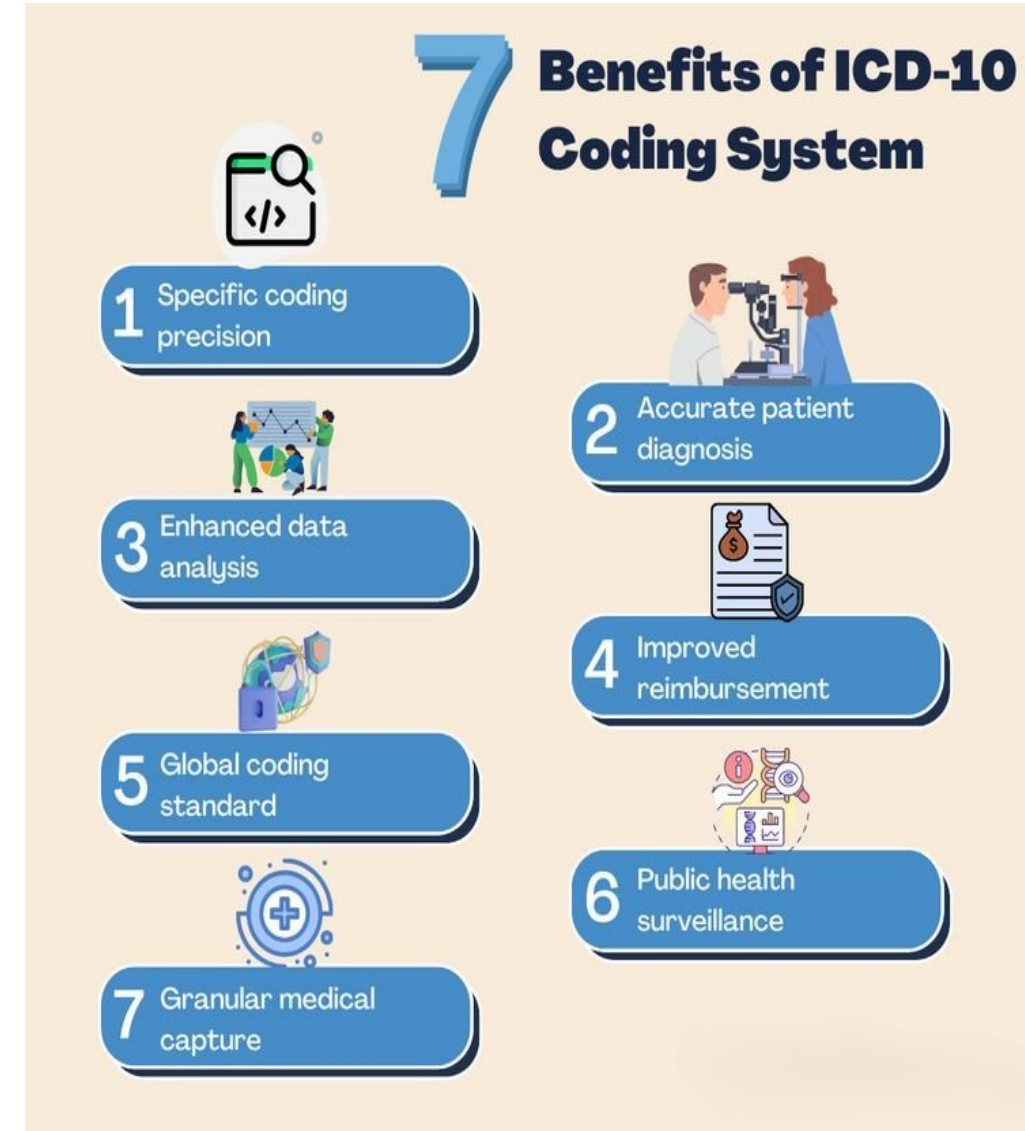 7 Benefits of ICD-10
Coding System
1 Specific coding
precision
2 Accurate patient
diagnosis
3 Enhanced data
analysis
4 Improved
reimbursement
5 Global coding
standard
6 Public health
surveillance
7 Granular medical
capture